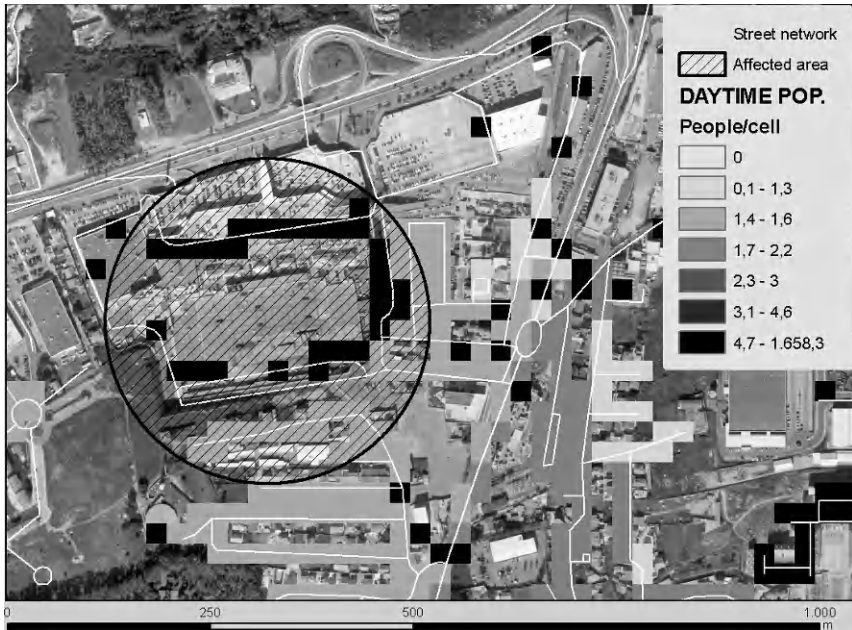 Street network
Affected area
DAYTIME POP.
People/cell
0
0,1 - 1,3
1,4 - 1,6
1,7 - 2,2
2,3 - 3
3,1 - 4,6
4,7 - 1.658,3
0 250 500 1.000
m